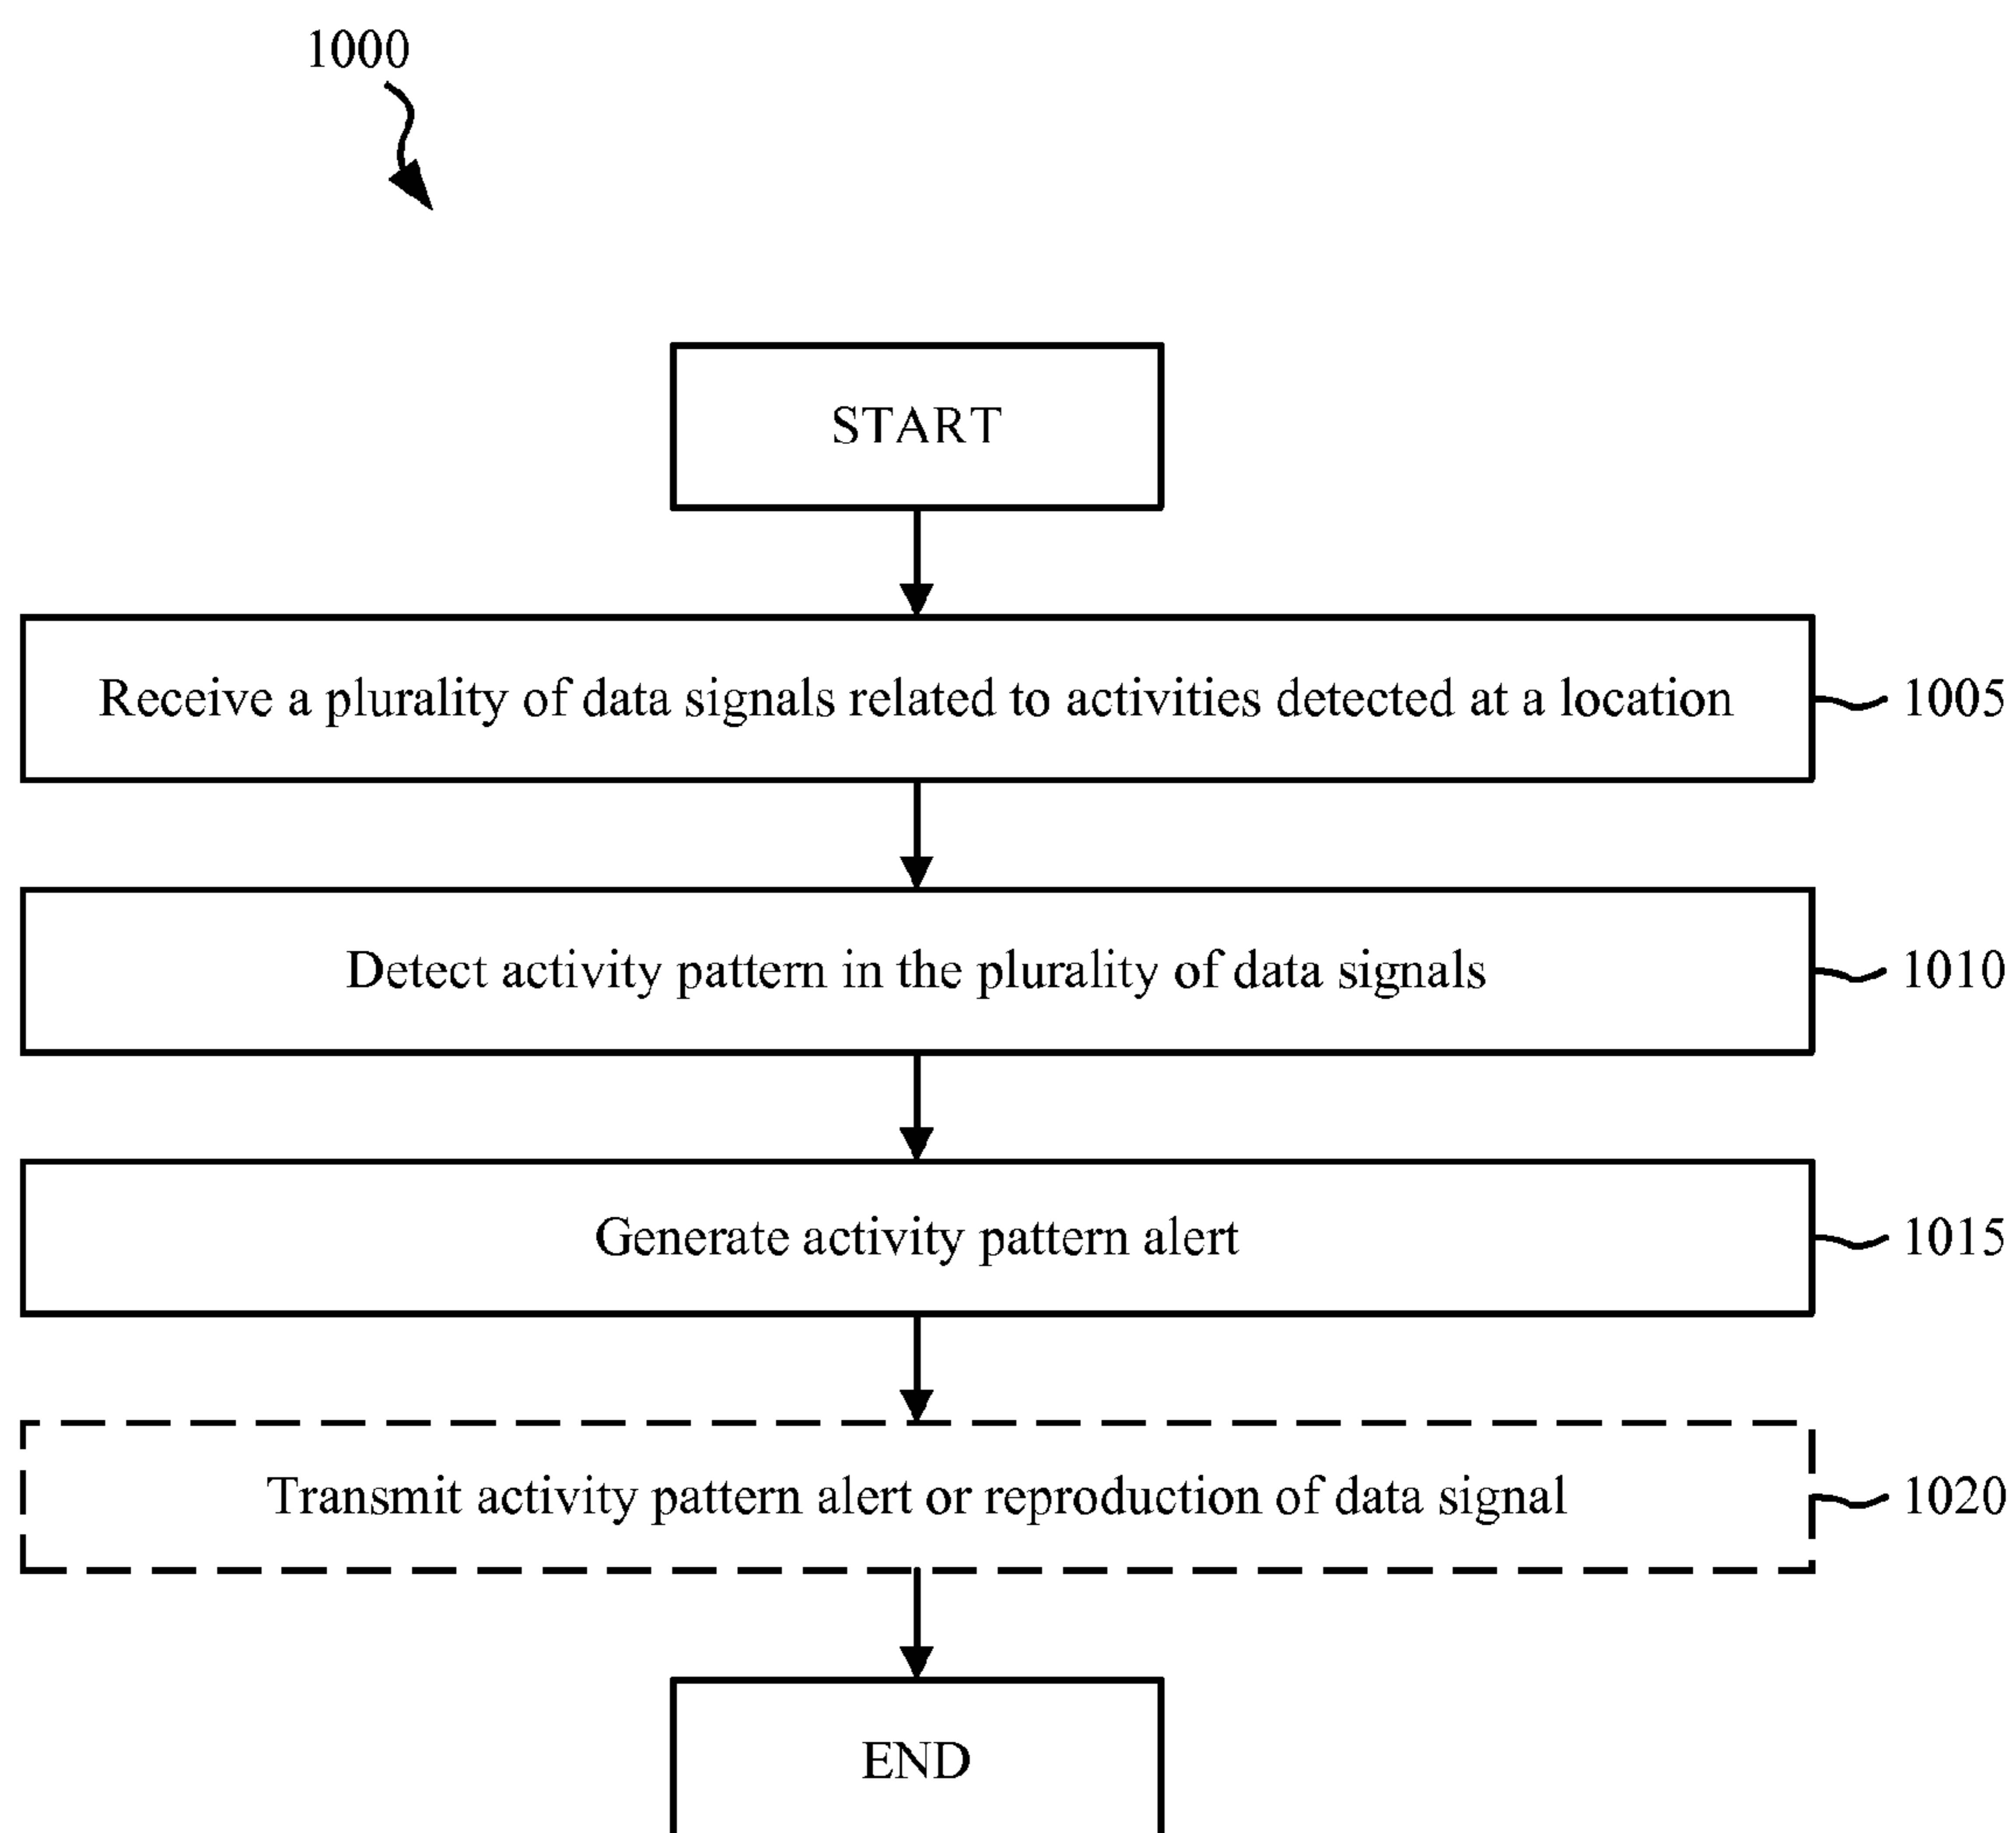 1000
START
Receive a plurality of data signals related to activities detected at a location
1005
Detect activity pattern in the plurality of data signals
1010
Generate activity pattern alert
1015
Transmit activity pattern alert or reproduction of data signal
1020
END